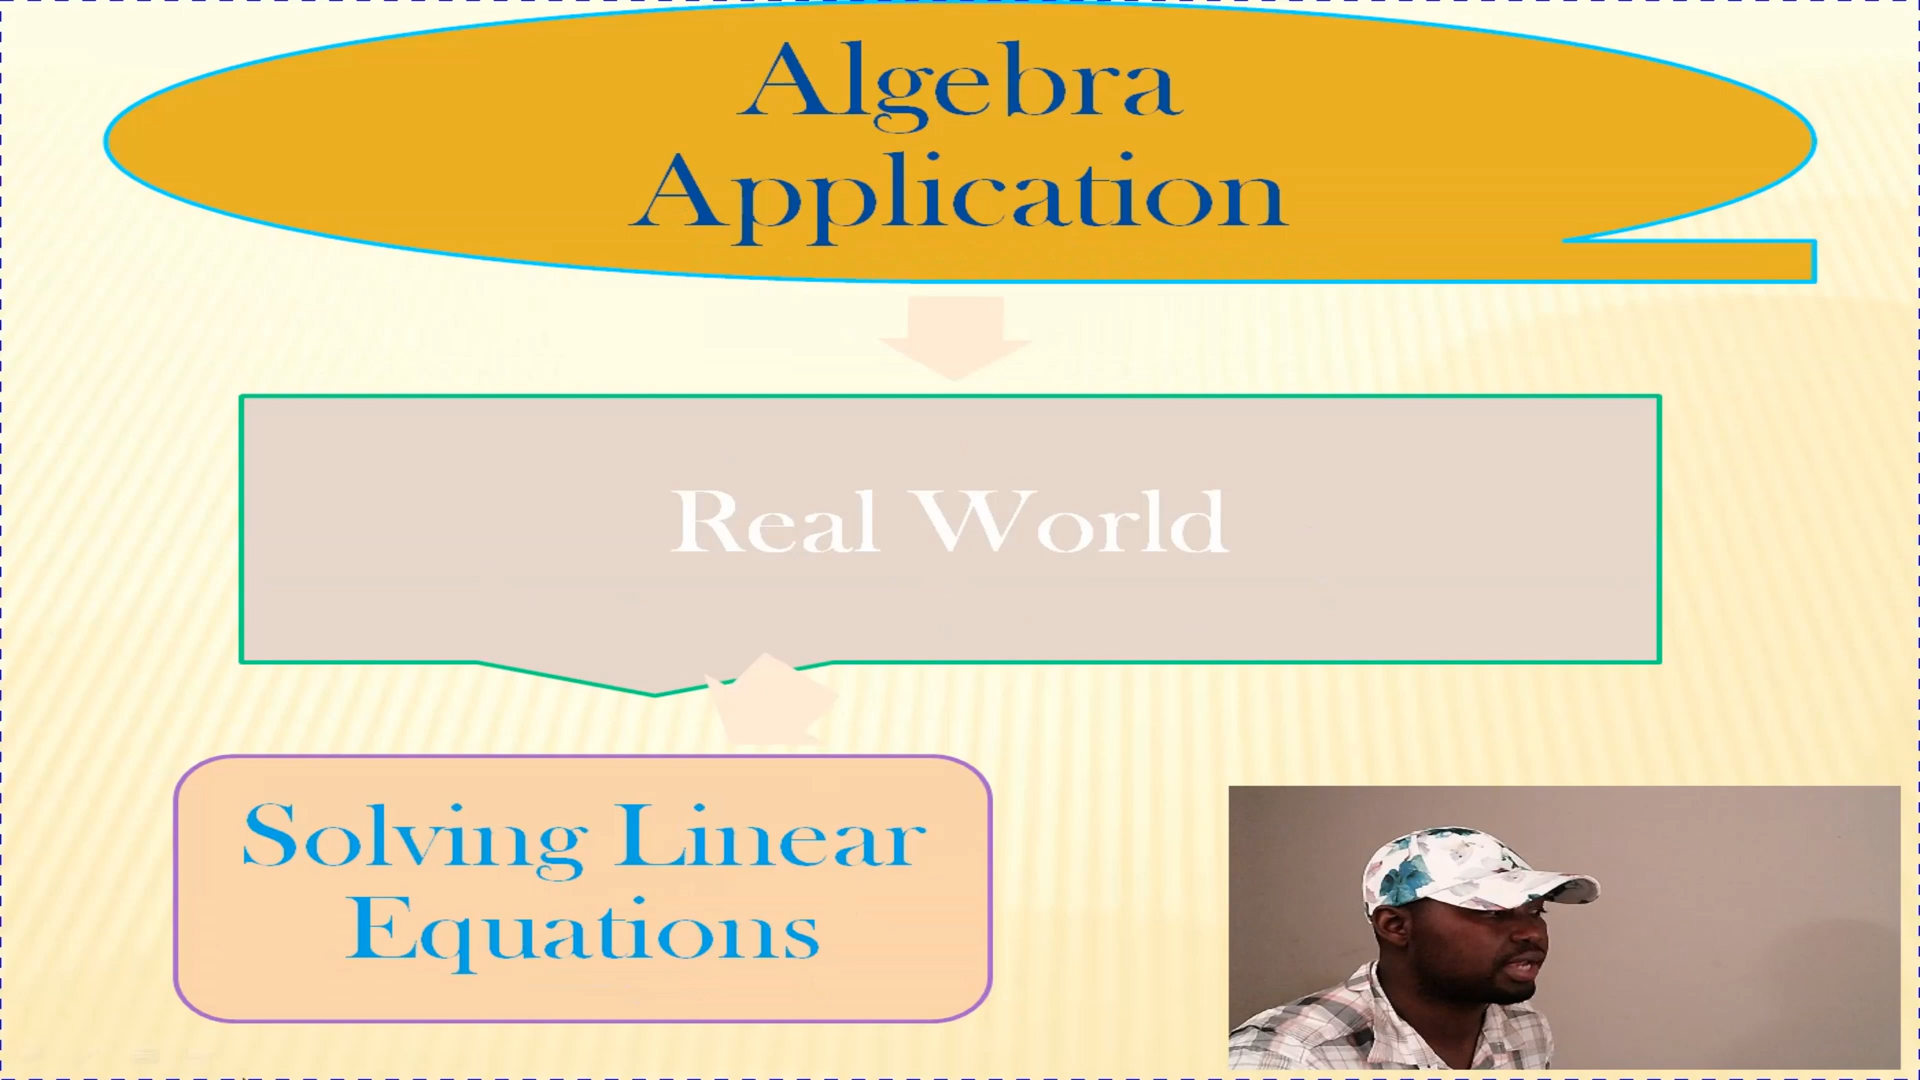 Algebra
Application
Real World
Solving Linear
Equations